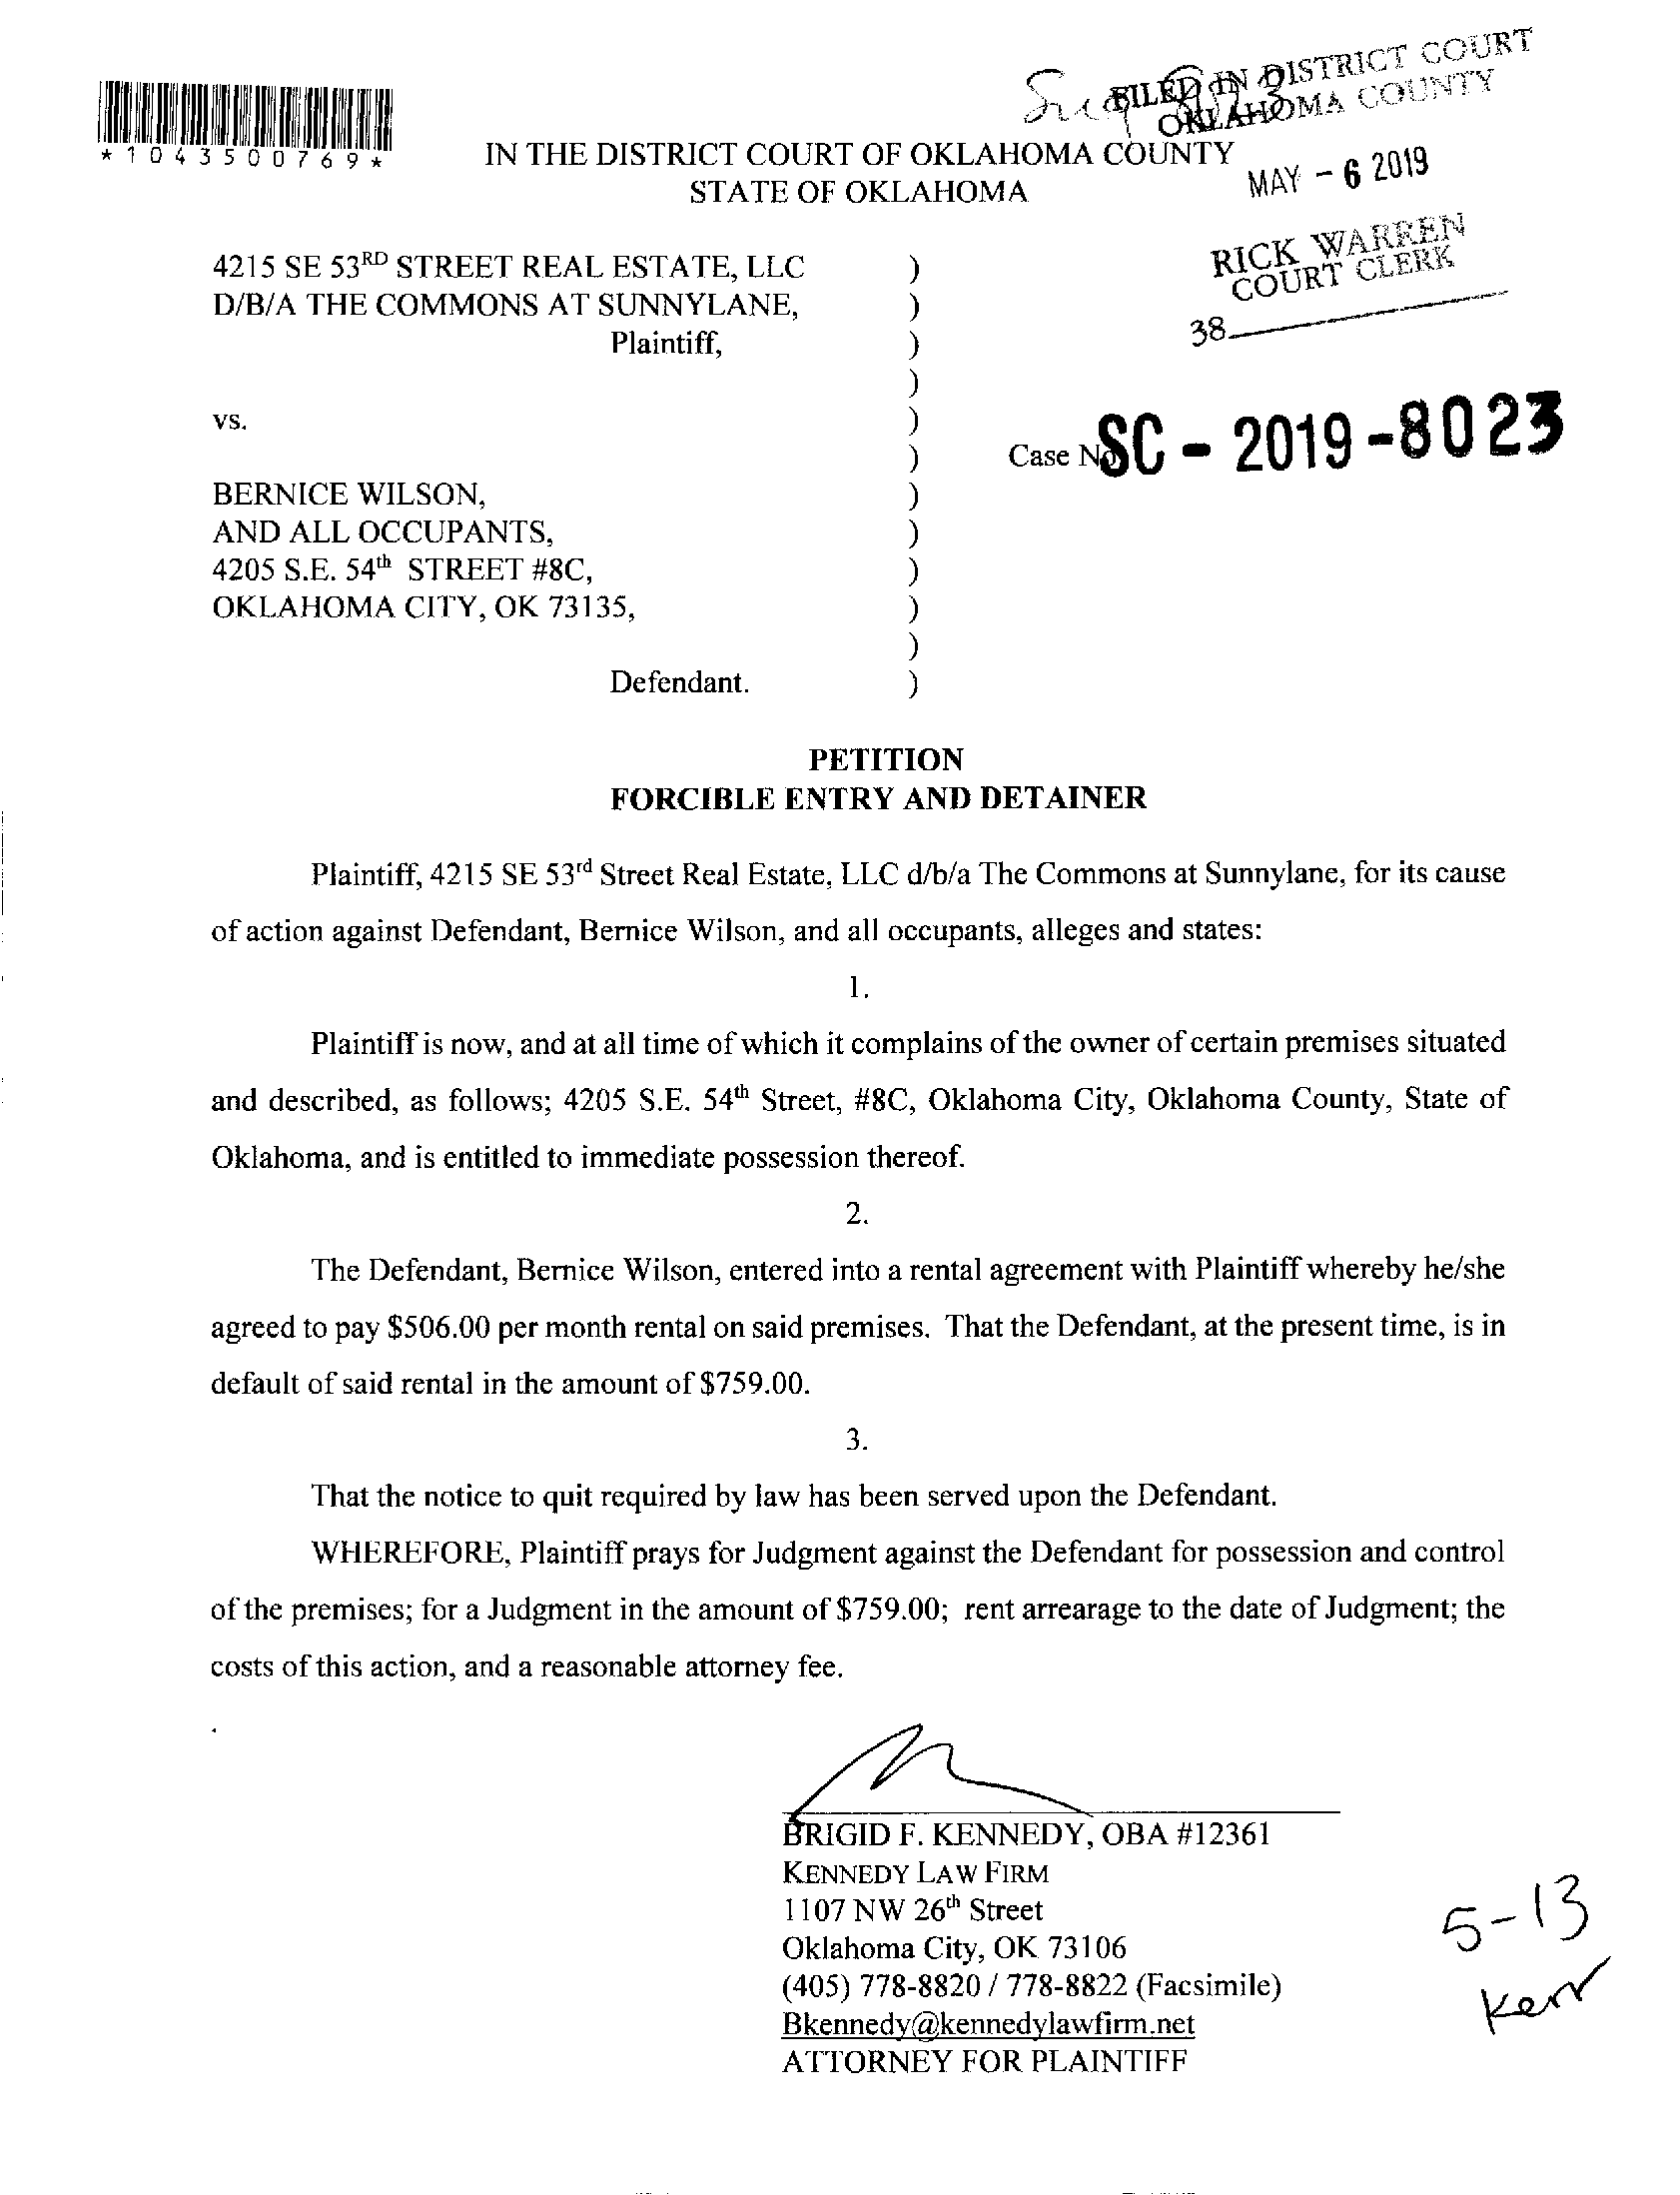 FILED IN DISTRICT COURT
OKLAHOMA COUNTY
*1043500769*
IN THE DISTRICT COURT OF OKLAHOMA COUNTY
STATE OF OKLAHOMA
MAY - 6 2019
RICK WARREN
COURT CLERK
38
4215 SE 53RD STREET REAL ESTATE, LLC )
D/B/A THE COMMONS AT SUNNYLANE, )
Plaintiff, )
)
vs. )
Case No SC - 2019 - 8023 )
BERNICE WILSON, )
AND ALL OCCUPANTS, )
4205 S.E. 54th STREET #8C, )
OKLAHOMA CITY, OK 73135, )
)
Defendant. )
PETITION
FORCIBLE ENTRY AND DETAINER
Plaintiff, 4215 SE 53rd Street Real Estate, LLC d/b/a The Commons at Sunnylane, for its cause
of action against Defendant, Bernice Wilson, and all occupants, alleges and states:
1.
Plaintiff is now, and at all time of which it complains of the owner of certain premises situated
and described, as follows; 4205 S.E. 54th Street, #8C, Oklahoma City, Oklahoma County, State of
Oklahoma, and is entitled to immediate possession thereof.
2.
The Defendant, Bernice Wilson, entered into a rental agreement with Plaintiff whereby he/she
agreed to pay $506.00 per month rental on said premises. That the Defendant, at the present time, is in
default of said rental in the amount of $759.00.
3.
That the notice to quit required by law has been served upon the Defendant.
WHEREFORE, Plaintiff prays for Judgment against the Defendant for possession and control
of the premises; for a Judgment in the amount of $759.00; rent arrearage to the date of Judgment; the
costs of this action, and a reasonable attorney fee.
BRIGID F. KENNEDY, OBA #12361
KENNEDY LAW FIRM
1107 NW 26th Street
Oklahoma City, OK 73106
(405) 778-8820 / 778-8822 (Facsimile)
Bkennedy@kennedylawfirm.net
ATTORNEY FOR PLAINTIFF
5-13
Kerr